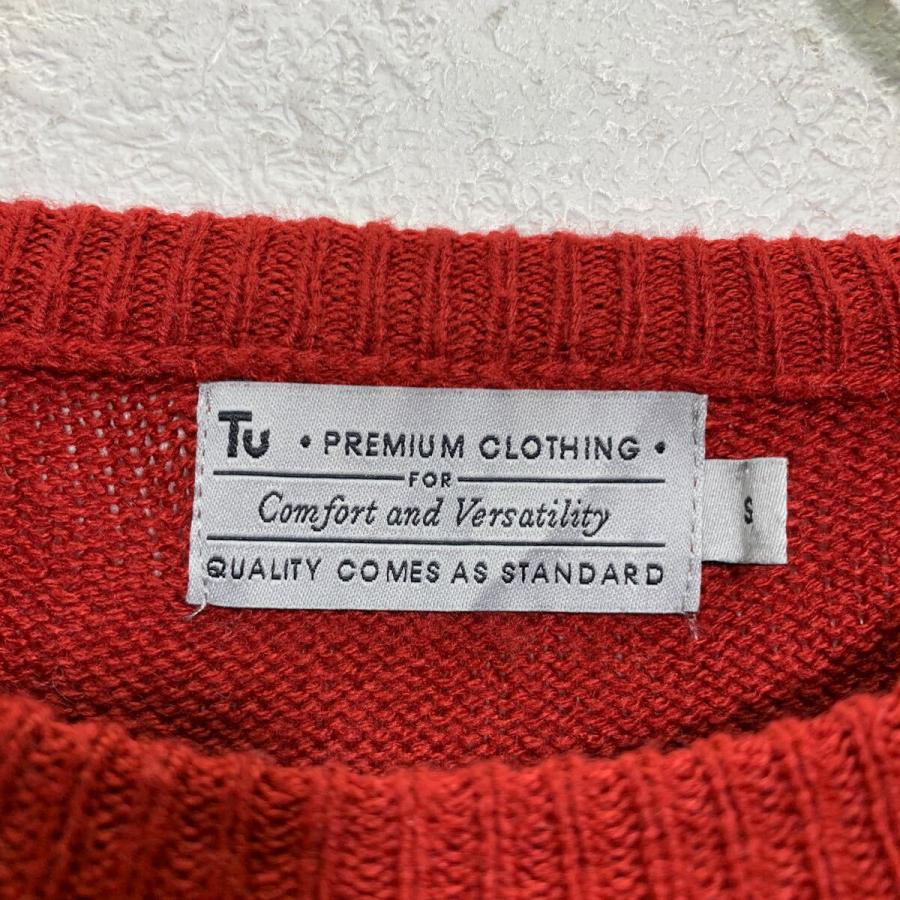 Tu • PREMIUM CLOTHING •
FOR
Comfort and Versatility
QUALITY COMES AS STANDARD
S